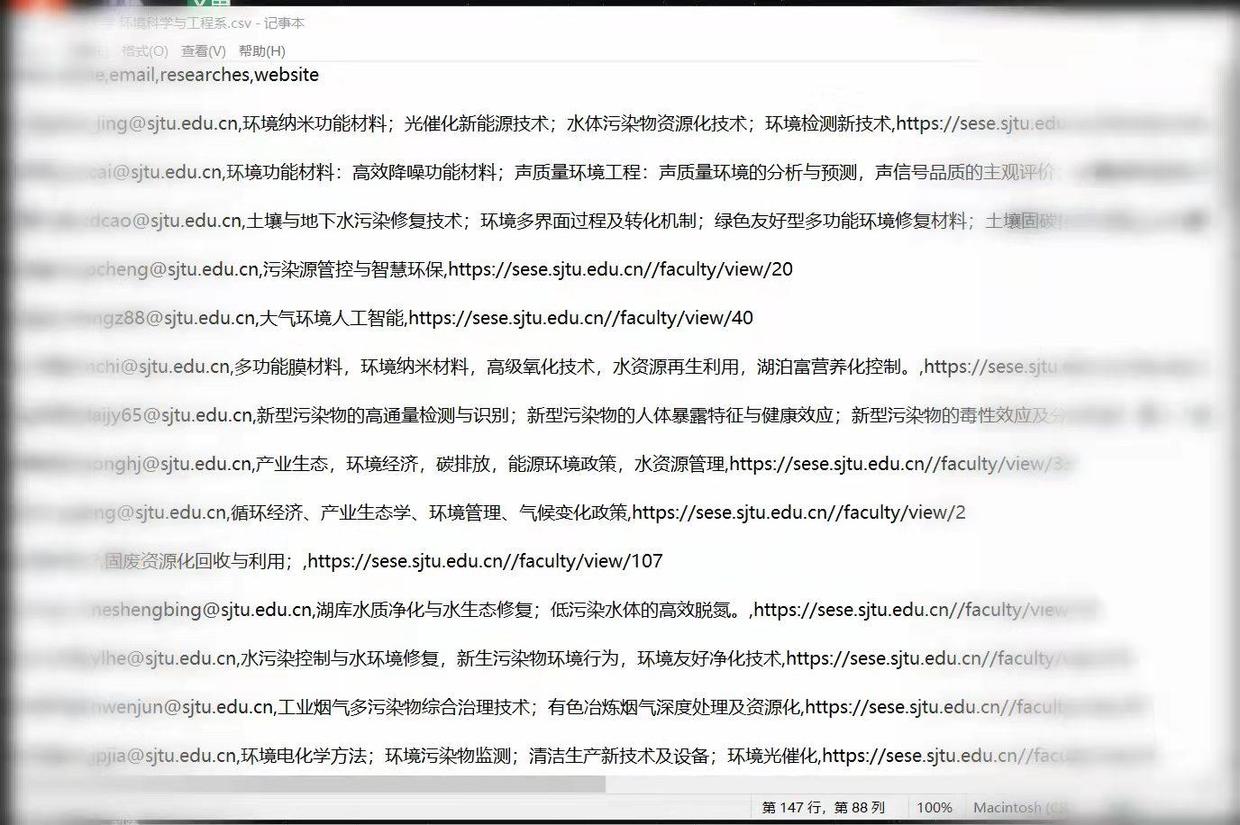 环境科学与工程系.csv - 记事本
格式(O) 查看(V) 帮助(H)
,email,researches,website
jing@sjtu.edu.cn,环境纳米功能材料；光催化新能源技术；水体污染物资源化技术；环境检测新技术,https://sese.sjtu.edu
cai@sjtu.edu.cn,环境功能材料：高效降噪功能材料；声质量环境工程：声质量环境的分析与预测，声信号品质的主观评价
dcao@sjtu.edu.cn,土壤与地下水污染修复技术；环境多界面过程及转化机制；绿色友好型多功能环境修复材料；土壤固碳
cheng@sjtu.edu.cn,污染源管控与智慧环保,https://sese.sjtu.edu.cn//faculty/view/20
ngz88@sjtu.edu.cn,大气环境人工智能,https://sese.sjtu.edu.cn//faculty/view/40
chi@sjtu.edu.cn,多功能膜材料，环境纳米材料，高级氧化技术，水资源再生利用，湖泊富营养化控制。,https://sese.sjtu
aijy65@sjtu.edu.cn,新型污染物的高通量检测与识别；新型污染物的人体暴露特征与健康效应；新型污染物的毒性效应及
onghj@sjtu.edu.cn,产业生态，环境经济，碳排放，能源环境政策，水资源管理,https://sese.sjtu.edu.cn//faculty/view/
ng@sjtu.edu.cn,循环经济、产业生态学、环境管理、气候变化政策,https://sese.sjtu.edu.cn//faculty/view/2
,固废资源化回收与利用；,https://sese.sjtu.edu.cn//faculty/view/107
heshengbing@sjtu.edu.cn,湖库水质净化与水生态修复；低污染水体的高效脱氮。,https://sese.sjtu.edu.cn//faculty/view
ylhe@sjtu.edu.cn,水污染控制与水环境修复，新生污染物环境行为，环境友好净化技术,https://sese.sjtu.edu.cn//faculty/
wenjun@sjtu.edu.cn,工业烟气多污染物综合治理技术；有色冶炼烟气深度处理及资源化,https://sese.sjtu.edu.cn//facul
pjia@sjtu.edu.cn,环境电化学方法；环境污染物监测；清洁生产新技术及设备；环境光催化,https://sese.sjtu.edu.cn//fac
第 147 行，第 88 列 100% Macintosh